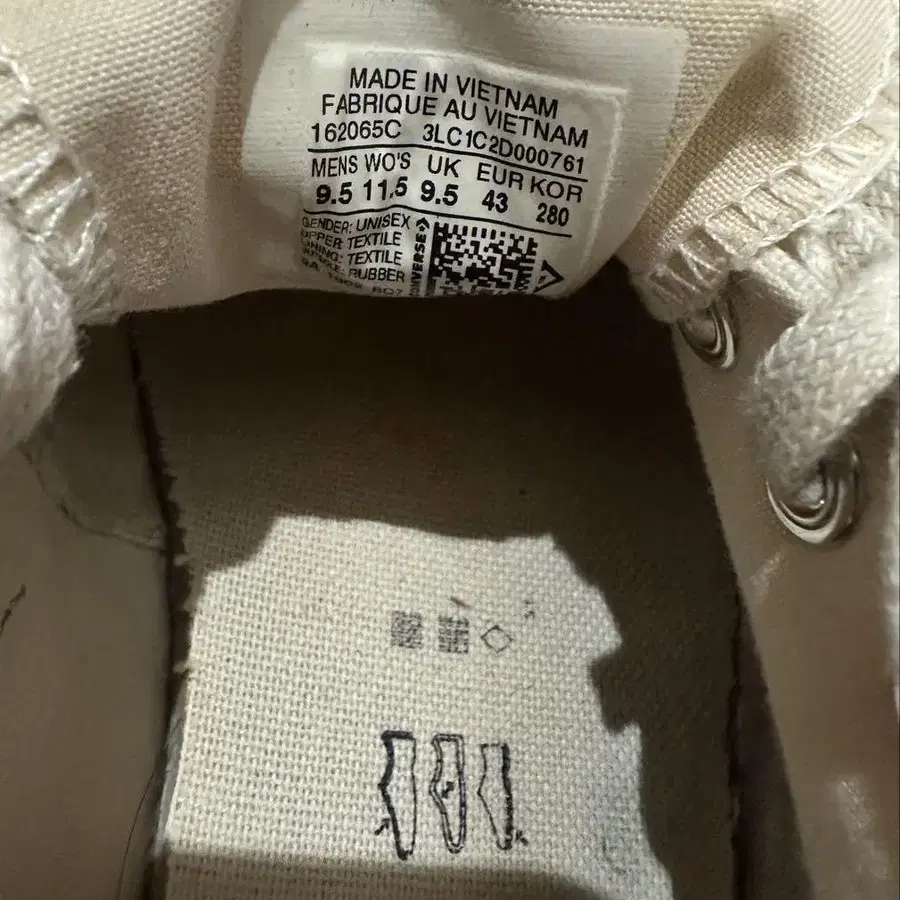 MADE IN VIETNAM
FABRIQUE AU VIETNAM
162065C 3LC1C2D000761
MENS WO'S UK EUR KOR
9.5 11.5 9.5 43 280
GENDER: UNISEX
UPPER: TEXTILE
LINING: TEXTILE
OUTSOLE: RUBBER
CONVERSE